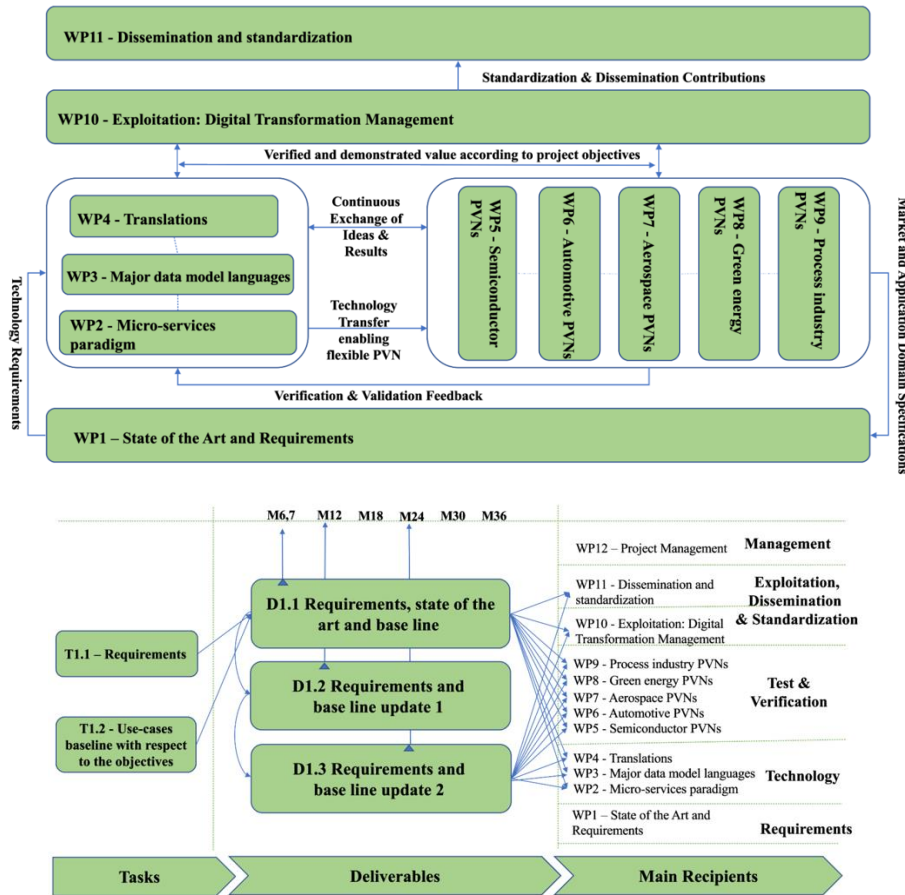 WP11 - Dissemination and standardization
Standardization & Dissemination Contributions
WP10 - Exploitation: Digital Transformation Management
Verified and demonstrated value according to project objectives
WP4 - Translations
WP3 - Major data model languages
WP2 - Micro-services
paradigm
Continuous
Exchange of
Ideas &
Results
Technology
Transfer
enabling
flexible PVN
WP5 - Semiconductor
PVNs
WP6 - Automotive PVNs
WP7 - Aerospace PVNs
WP8 - Green energy
PVNs
WP9 - Process industry
PVNs
Technology Requirements
Market and Application Domain Specifications
Verification & Validation Feedback
WP1 – State of the Art and Requirements
M6,7 M12 M18 M24 M30 M36
WP12 – Project Management
Management
D1.1 Requirements, state of the
art and base line
WP11 - Dissemination and
standardization
WP10 - Exploitation: Digital
Transformation Management
Exploitation,
Dissemination
& Standardization
T1.1 – Requirements
D1.2 Requirements and
base line update 1
WP9 - Process industry PVNs
WP8 - Green energy PVNs
WP7 - Aerospace PVNs
WP6 - Automotive PVNs
WP5 - Semiconductor PVNs
Test &
Verification
T1.2 - Use-cases
baseline with respect
to the objectives
D1.3 Requirements and
base line update 2
WP4 - Translations
WP3 - Major data model languages
WP2 - Micro-services paradigm
Technology
WP1 – State of the Art and
Requirements
Requirements
Tasks
Deliverables
Main Recipients